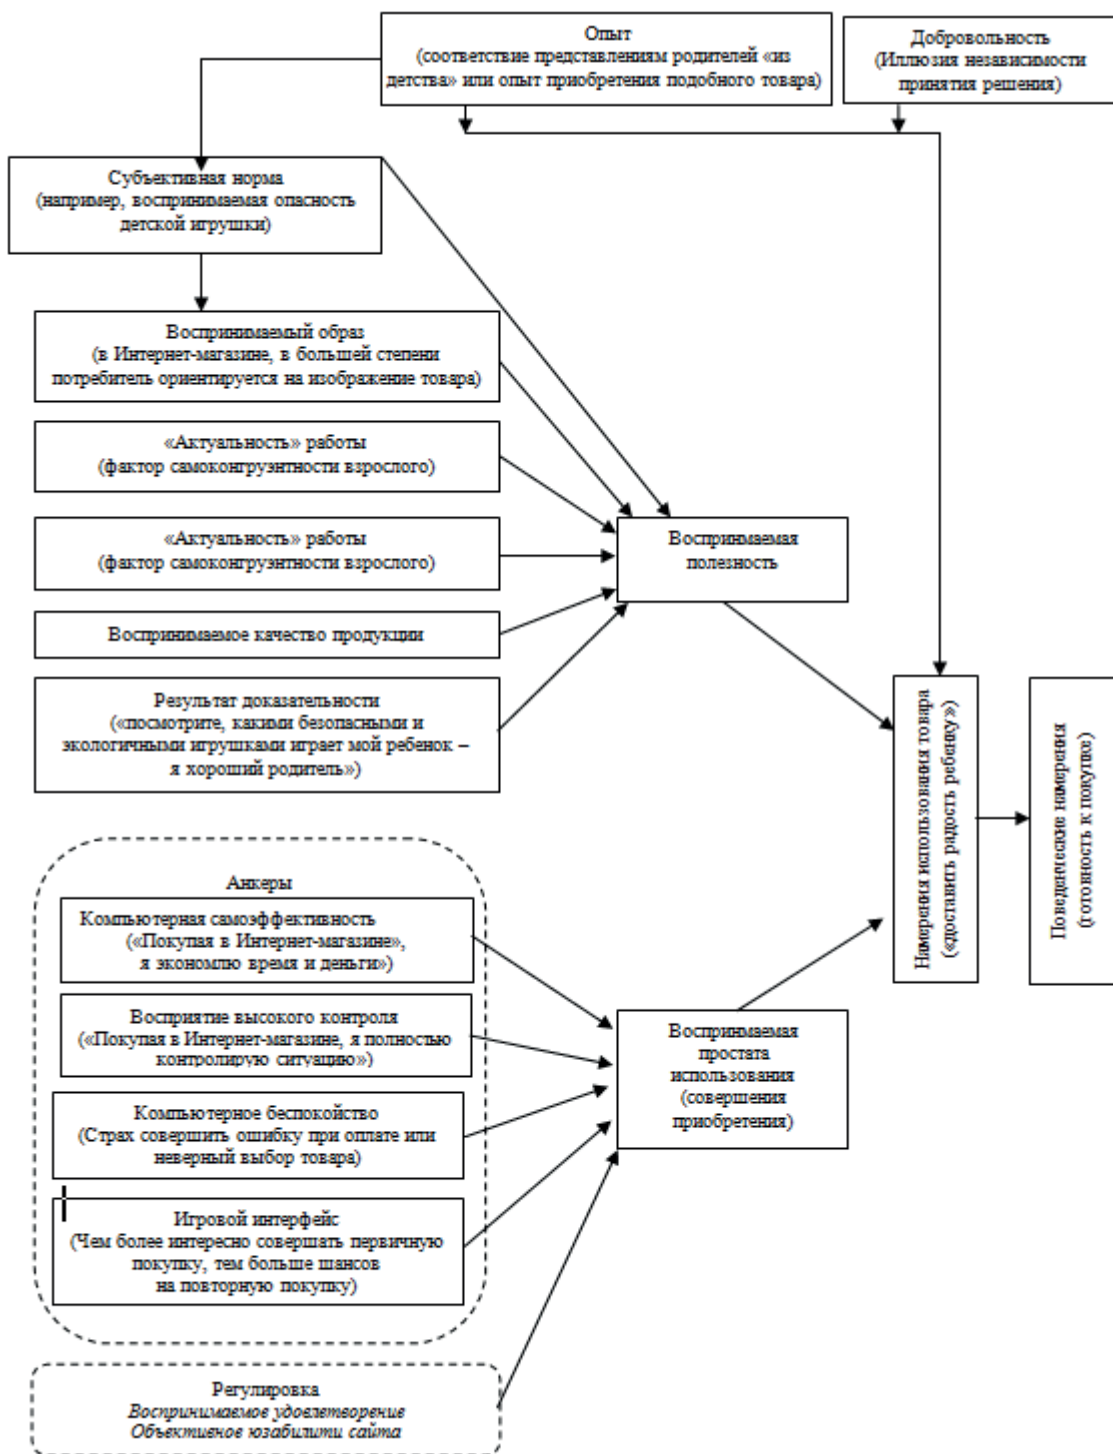 Опыт
(соответствие представлениям родителей «из
детства» или опыт приобретения подобного товара)
Добровольность
(Иллюзия независимости
принятия решения)
Субъективная норма
(например, воспринимаемая опасность
детской игрушки)
Воспринимаемый образ
(в Интернет-магазине, в большей степени
потребитель ориентируется на изображение товара)
«Актуальность» работы
(фактор самоконгруэнтности взрослого)
«Актуальность» работы
(фактор самоконгруэнтности взрослого)
Воспринимаемое качество продукции
Результат доказательности
(«посмотрите, какими безопасными и
экологичными игрушками играет мой ребенок –
я хороший родитель»)
Воспринимаемая
полезность
Намерения использования товара
(«доставить радость ребенку»)
Поведенческие намерения
(готовность к покупке)
Анкеры
Компьютерная самоэффективность
(«Покупая в Интернет-магазине»,
я экономлю время и деньги»)
Восприятие высокого контроля
(«Покупая в Интернет-магазине, я полностью
контролирую ситуацию»)
Компьютерное беспокойство
(Страх совершить ошибку при оплате или
неверный выбор товара)
Игровой интерфейс
(Чем более интересно совершать первичную
покупку, тем больше шансов
на повторную покупку)
Воспринимаемая
простата
использования
(совершения
приобретения)
Регулировка
Воспринимаемое удовлетворение
Объективное юзабилити сайта